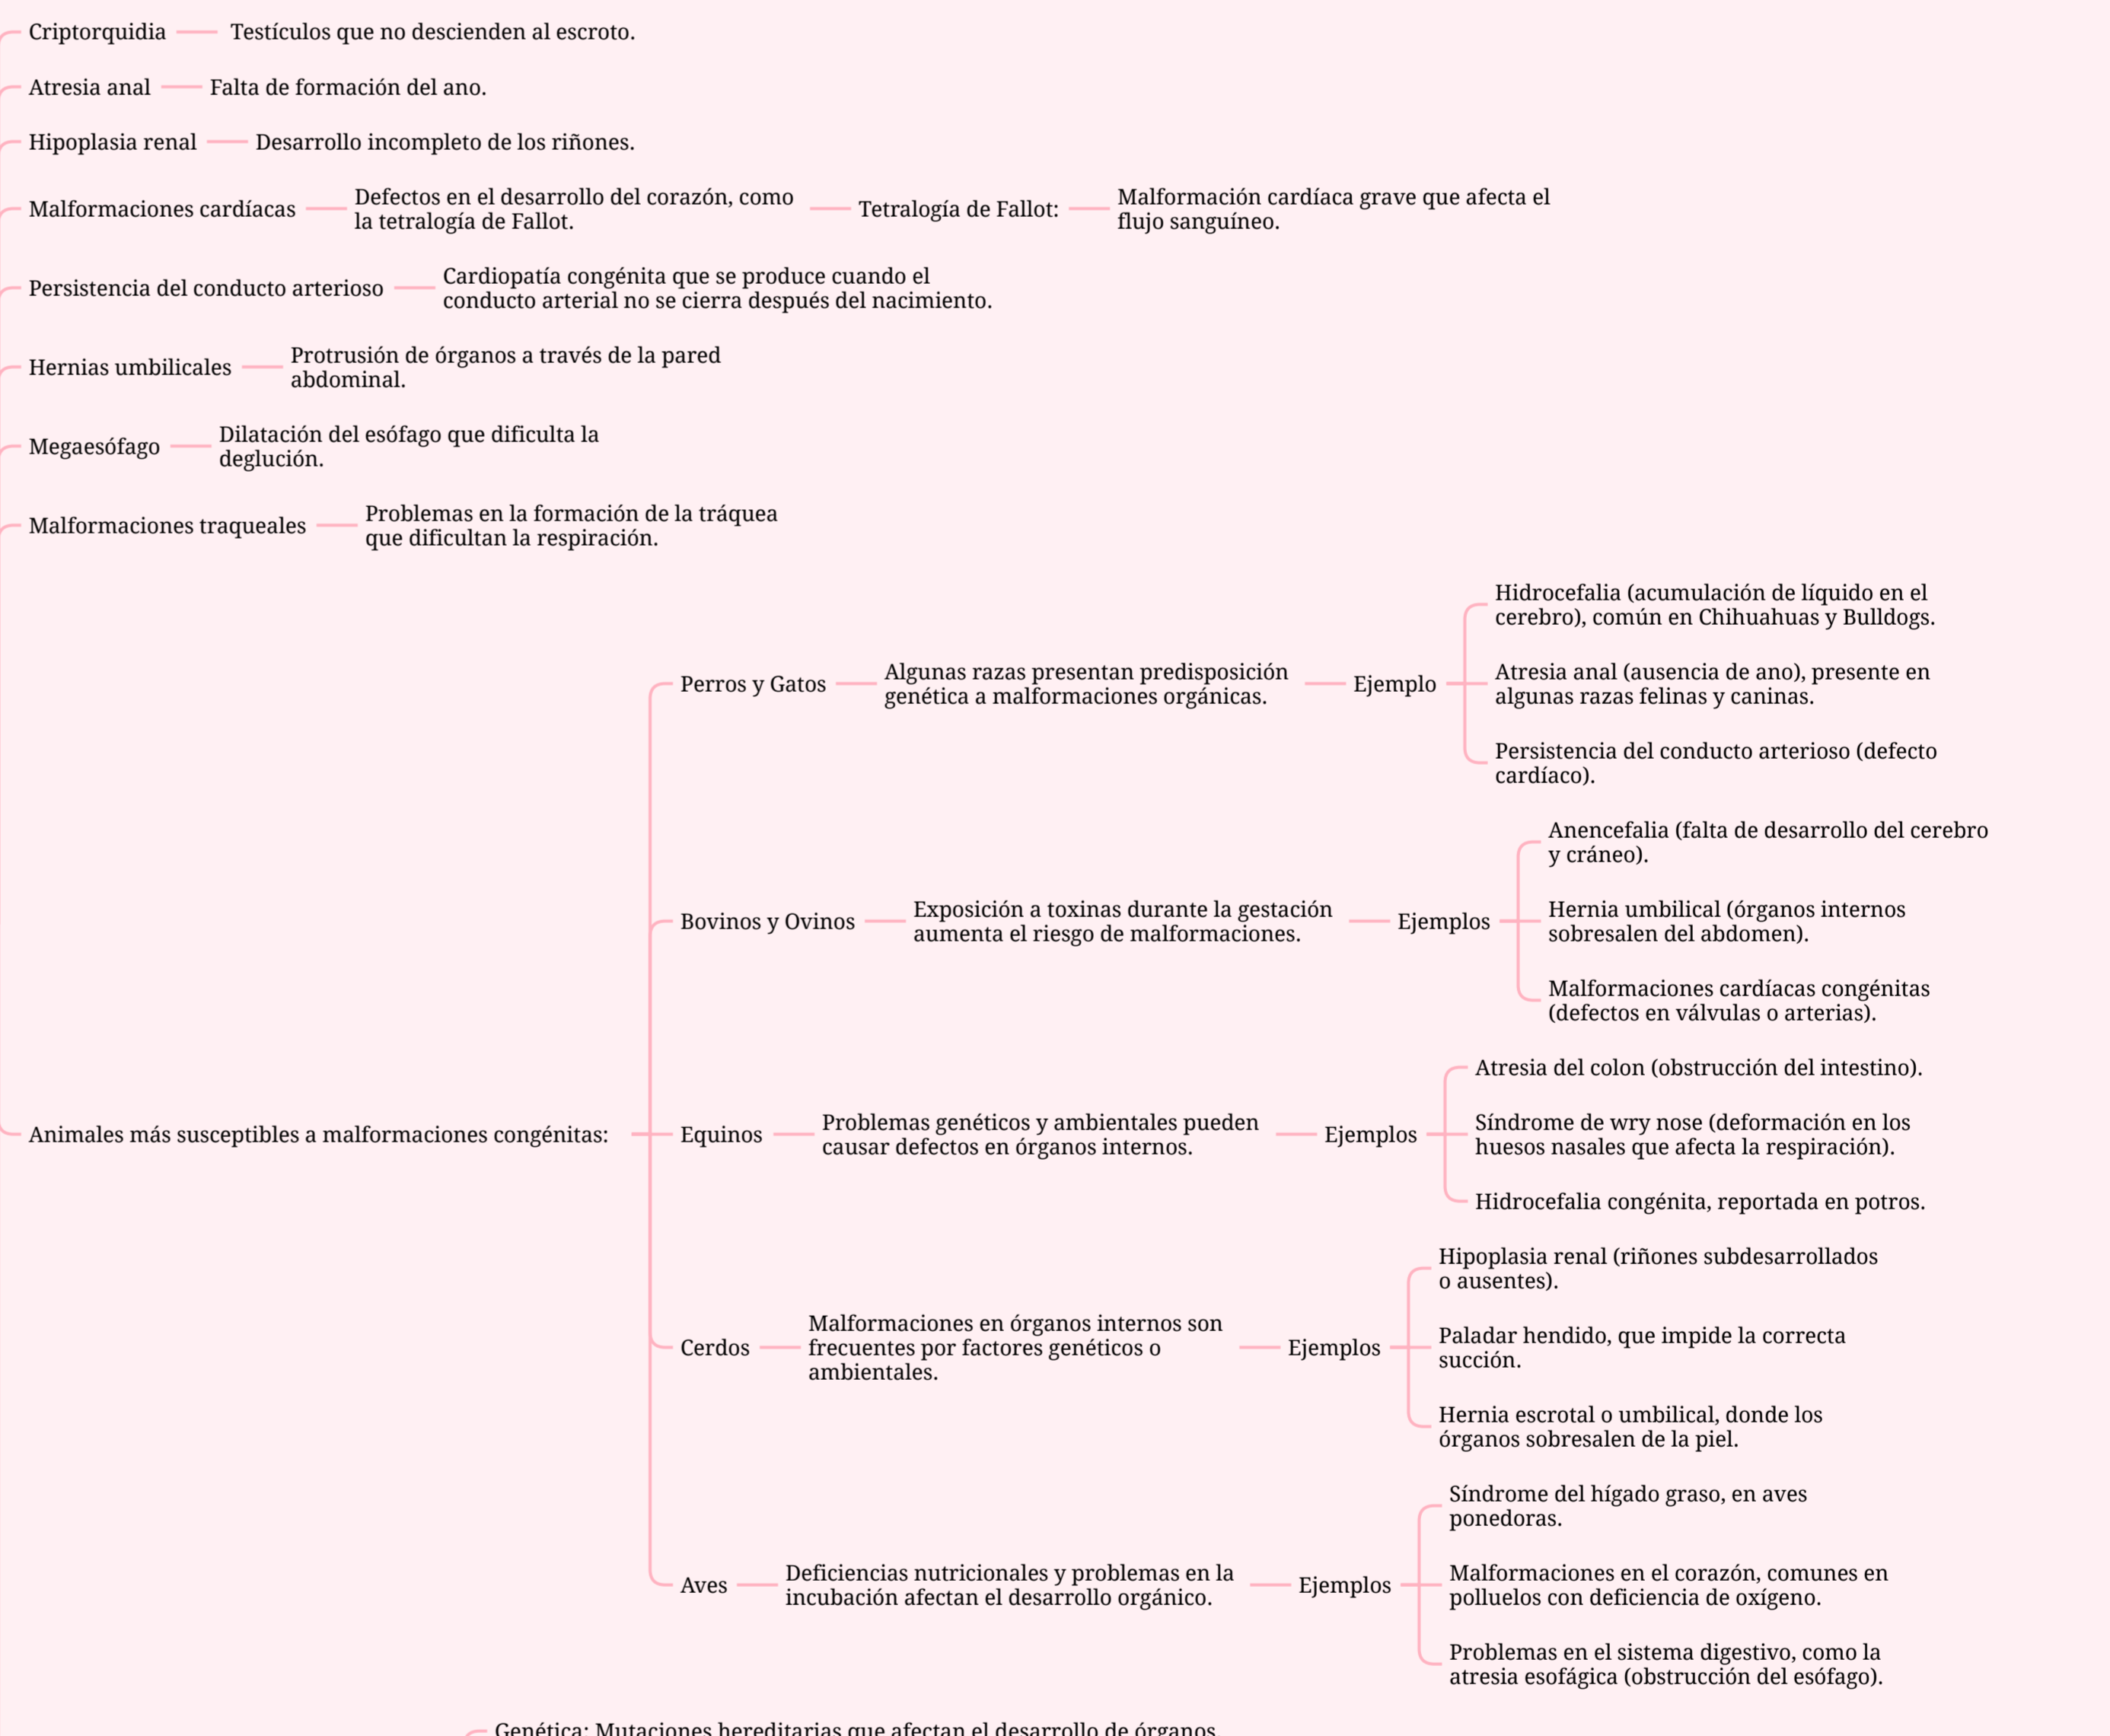 Criptorquidia
Testículos que no descienden al escroto.
Atresia anal
Falta de formación del ano.
Hipoplasia renal
Desarrollo incompleto de los riñones.
Malformaciones cardíacas
Defectos en el desarrollo del corazón, como
la tetralogía de Fallot.
Tetralogía de Fallot:
Malformación cardíaca grave que afecta el
flujo sanguíneo.
Persistencia del conducto arterioso
Cardiopatía congénita que se produce cuando el
conducto arterial no se cierra después del nacimiento.
Hernias umbilicales
Protrusión de órganos a través de la pared
abdominal.
Megaesófago
Dilatación del esófago que dificulta la
deglución.
Malformaciones traqueales
Problemas en la formación de la tráquea
que dificultan la respiración.
Animales más susceptibles a malformaciones congénitas:
Perros y Gatos
Algunas razas presentan predisposición
genética a malformaciones orgánicas.
Ejemplo
Hidrocefalia (acumulación de líquido en el
cerebro), común en Chihuahuas y Bulldogs.
Atresia anal (ausencia de ano), presente en
algunas razas felinas y caninas.
Persistencia del conducto arterioso (defecto
cardíaco).
Bovinos y Ovinos
Exposición a toxinas durante la gestación
aumenta el riesgo de malformaciones.
Ejemplos
Anencefalia (falta de desarrollo del cerebro
y cráneo).
Hernia umbilical (órganos internos
sobresalen del abdomen).
Malformaciones cardíacas congénitas
(defectos en válvulas o arterias).
Equinos
Problemas genéticos y ambientales pueden
causar defectos en órganos internos.
Ejemplos
Atresia del colon (obstrucción del intestino).
Síndrome de wry nose (deformación en los
huesos nasales que afecta la respiración).
Hidrocefalia congénita, reportada en potros.
Cerdos
Malformaciones en órganos internos son
frecuentes por factores genéticos o
ambientales.
Ejemplos
Hipoplasia renal (riñones subdesarrollados
o ausentes).
Paladar hendido, que impide la correcta
succión.
Hernia escrotal o umbilical, donde los
órganos sobresalen de la piel.
Aves
Deficiencias nutricionales y problemas en la
incubación afectan el desarrollo orgánico.
Ejemplos
Síndrome del hígado graso, en aves
ponedoras.
Malformaciones en el corazón, comunes en
polluelos con deficiencia de oxígeno.
Problemas en el sistema digestivo, como la
atresia esofágica (obstrucción del esófago).
Genética: Mutaciones hereditarias que afectan el desarrollo de órganos.